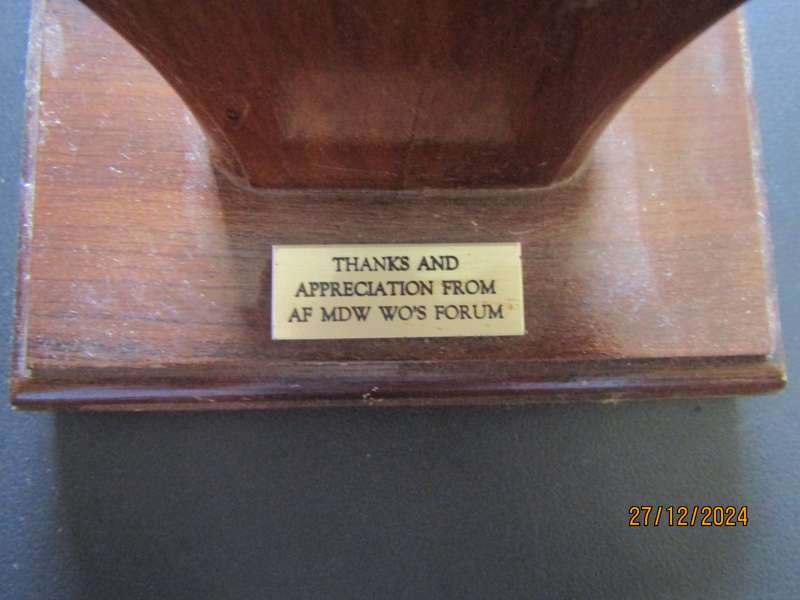 THANKS AND
APPRECIATION FROM
AF MDW WO'S FORUM
27/12/2024